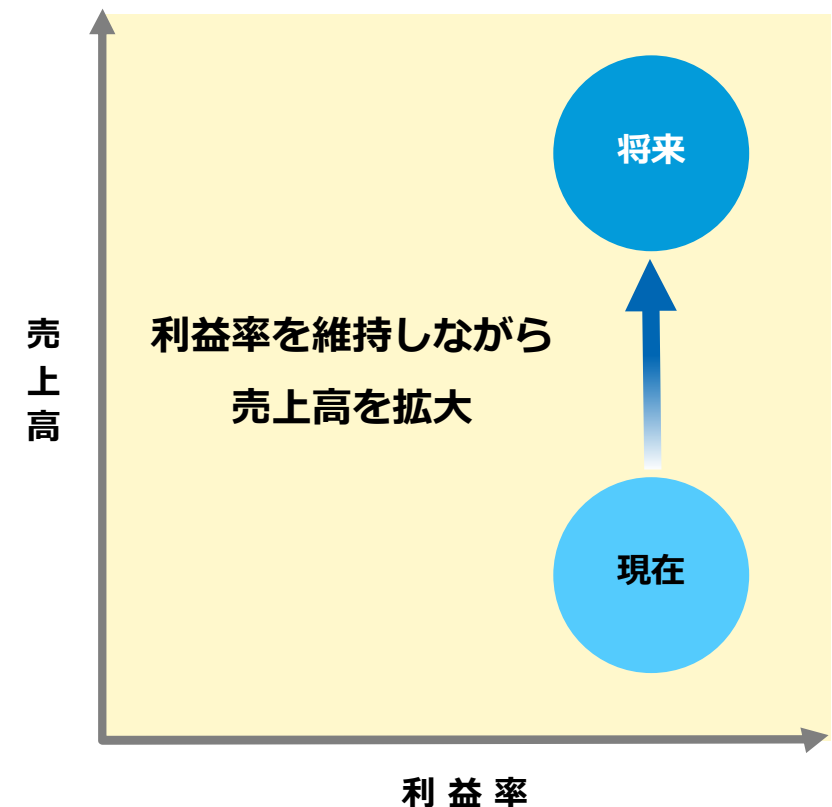 将来
売上高
利益率を維持しながら
売上高を拡大
現在
利益率